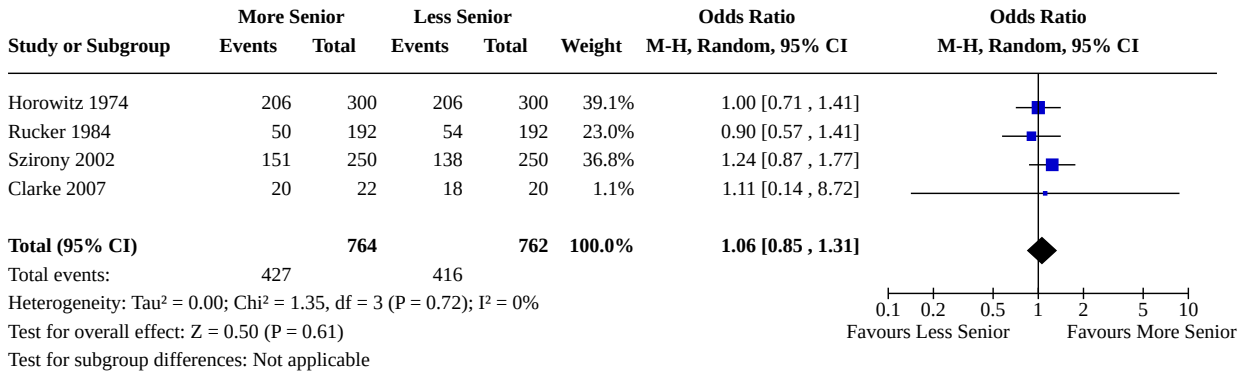 More Senior Less Senior Odds Ratio Odds Ratio
Study or Subgroup Events Total Events Total Weight M-H, Random, 95% CI M-H, Random, 95% CI
Horowitz 1974 206 300 206 300 39.1% 1.00 [0.71 , 1.41]
Rucker 1984 50 192 54 192 23.0% 0.90 [0.57 , 1.41]
Szirony 2002 151 250 138 250 36.8% 1.24 [0.87 , 1.77]
Clarke 2007 20 22 18 20 1.1% 1.11 [0.14 , 8.72]
Total (95% CI) 764 762 100.0% 1.06 [0.85 , 1.31]
Total events: 427 416
Heterogeneity: Tau² = 0.00; Chi² = 1.35, df = 3 (P = 0.72); I² = 0%
0.1 0.2 0.5 1 2 5 10
Test for overall effect: Z = 0.50 (P = 0.61)
Favours Less Senior Favours More Senior
Test for subgroup differences: Not applicable